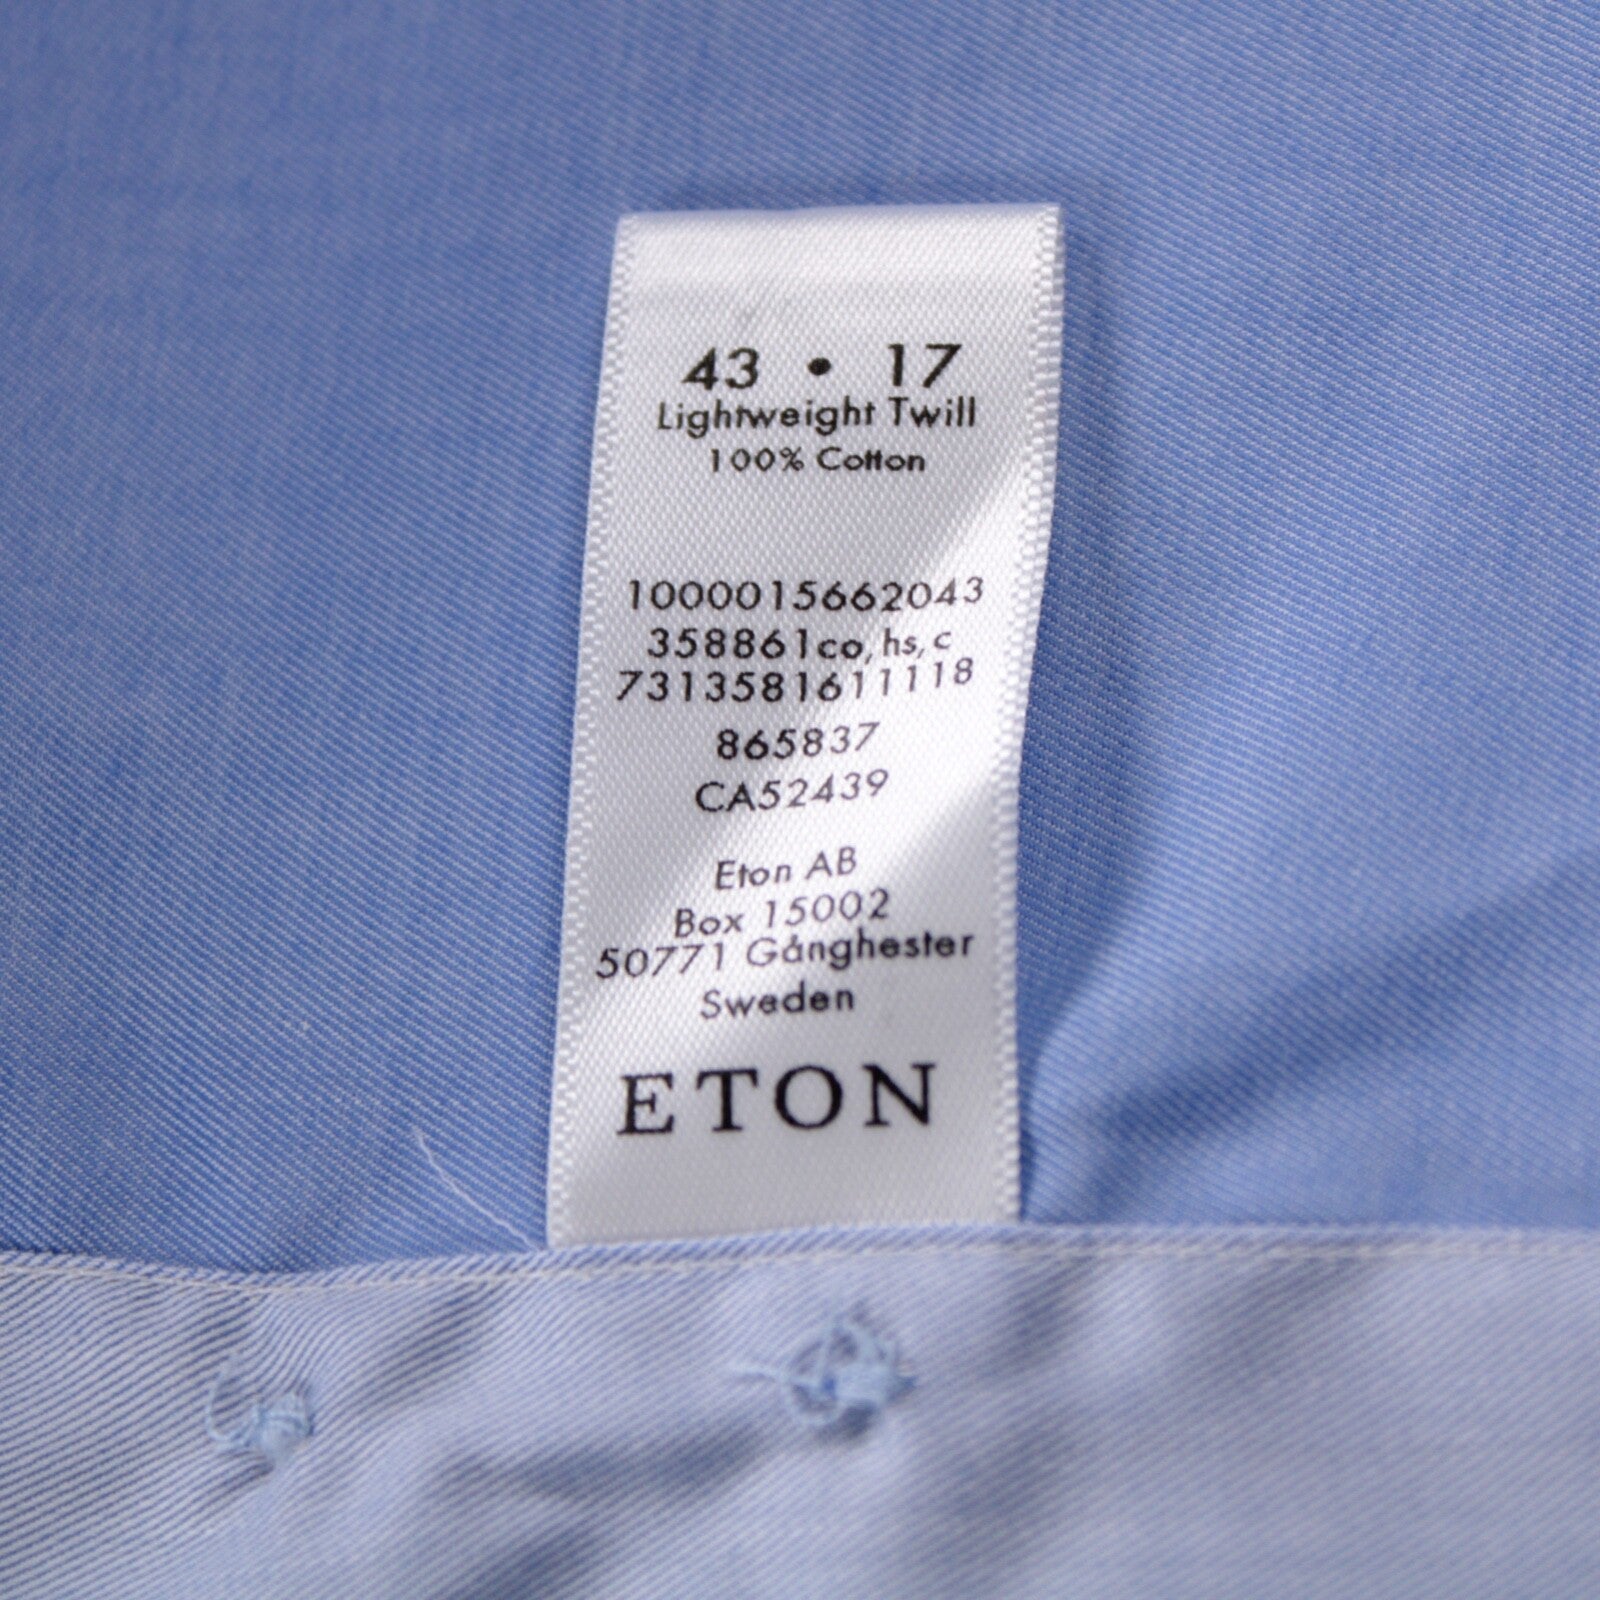 43 • 17
Lightweight Twill
100% Cotton
1000015662043
358861co,hs,c
7313581611118
865837
CA52439
Eton AB
Box 15002
50771 Gånghester
Sweden
ETON